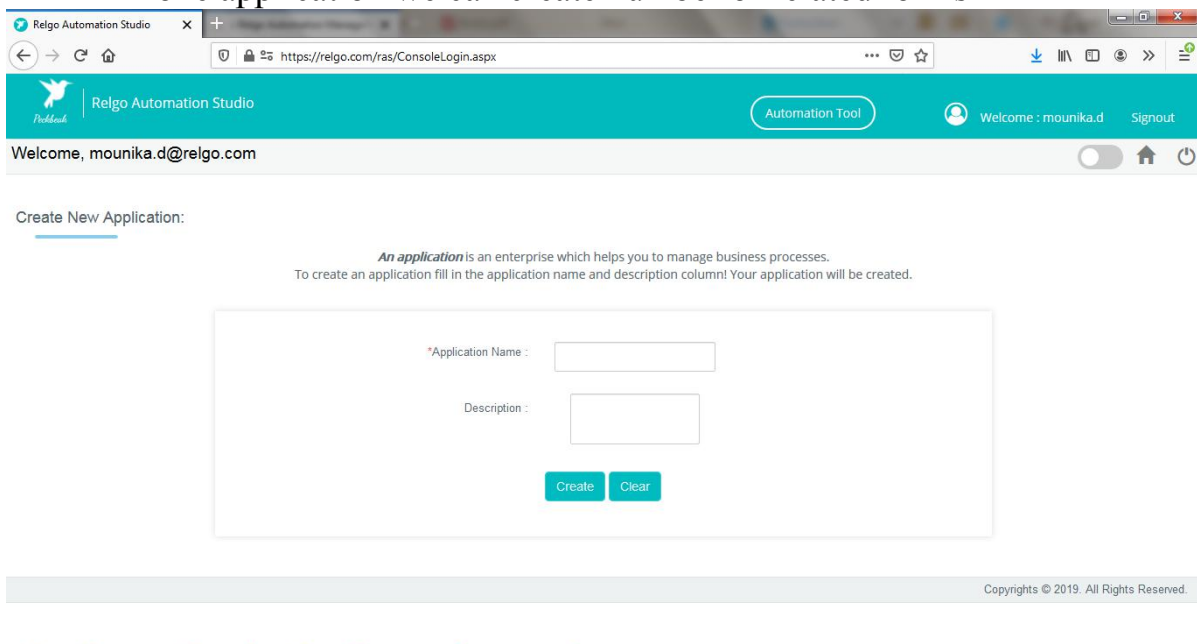 Relgo Automation Studio
https://relgo.com/ras/ConsoleLogin.aspx
Peckbeak
Relgo Automation Studio
Automation Tool
Welcome : mounika.d
Signout
Welcome, mounika.d@relgo.com
Create New Application:
An application is an enterprise which helps you to manage business processes.
To create an application fill in the application name and description column! Your application will be created.
*Application Name :
Description :
Create Clear
Copyrights © 2019. All Rights Reserved.